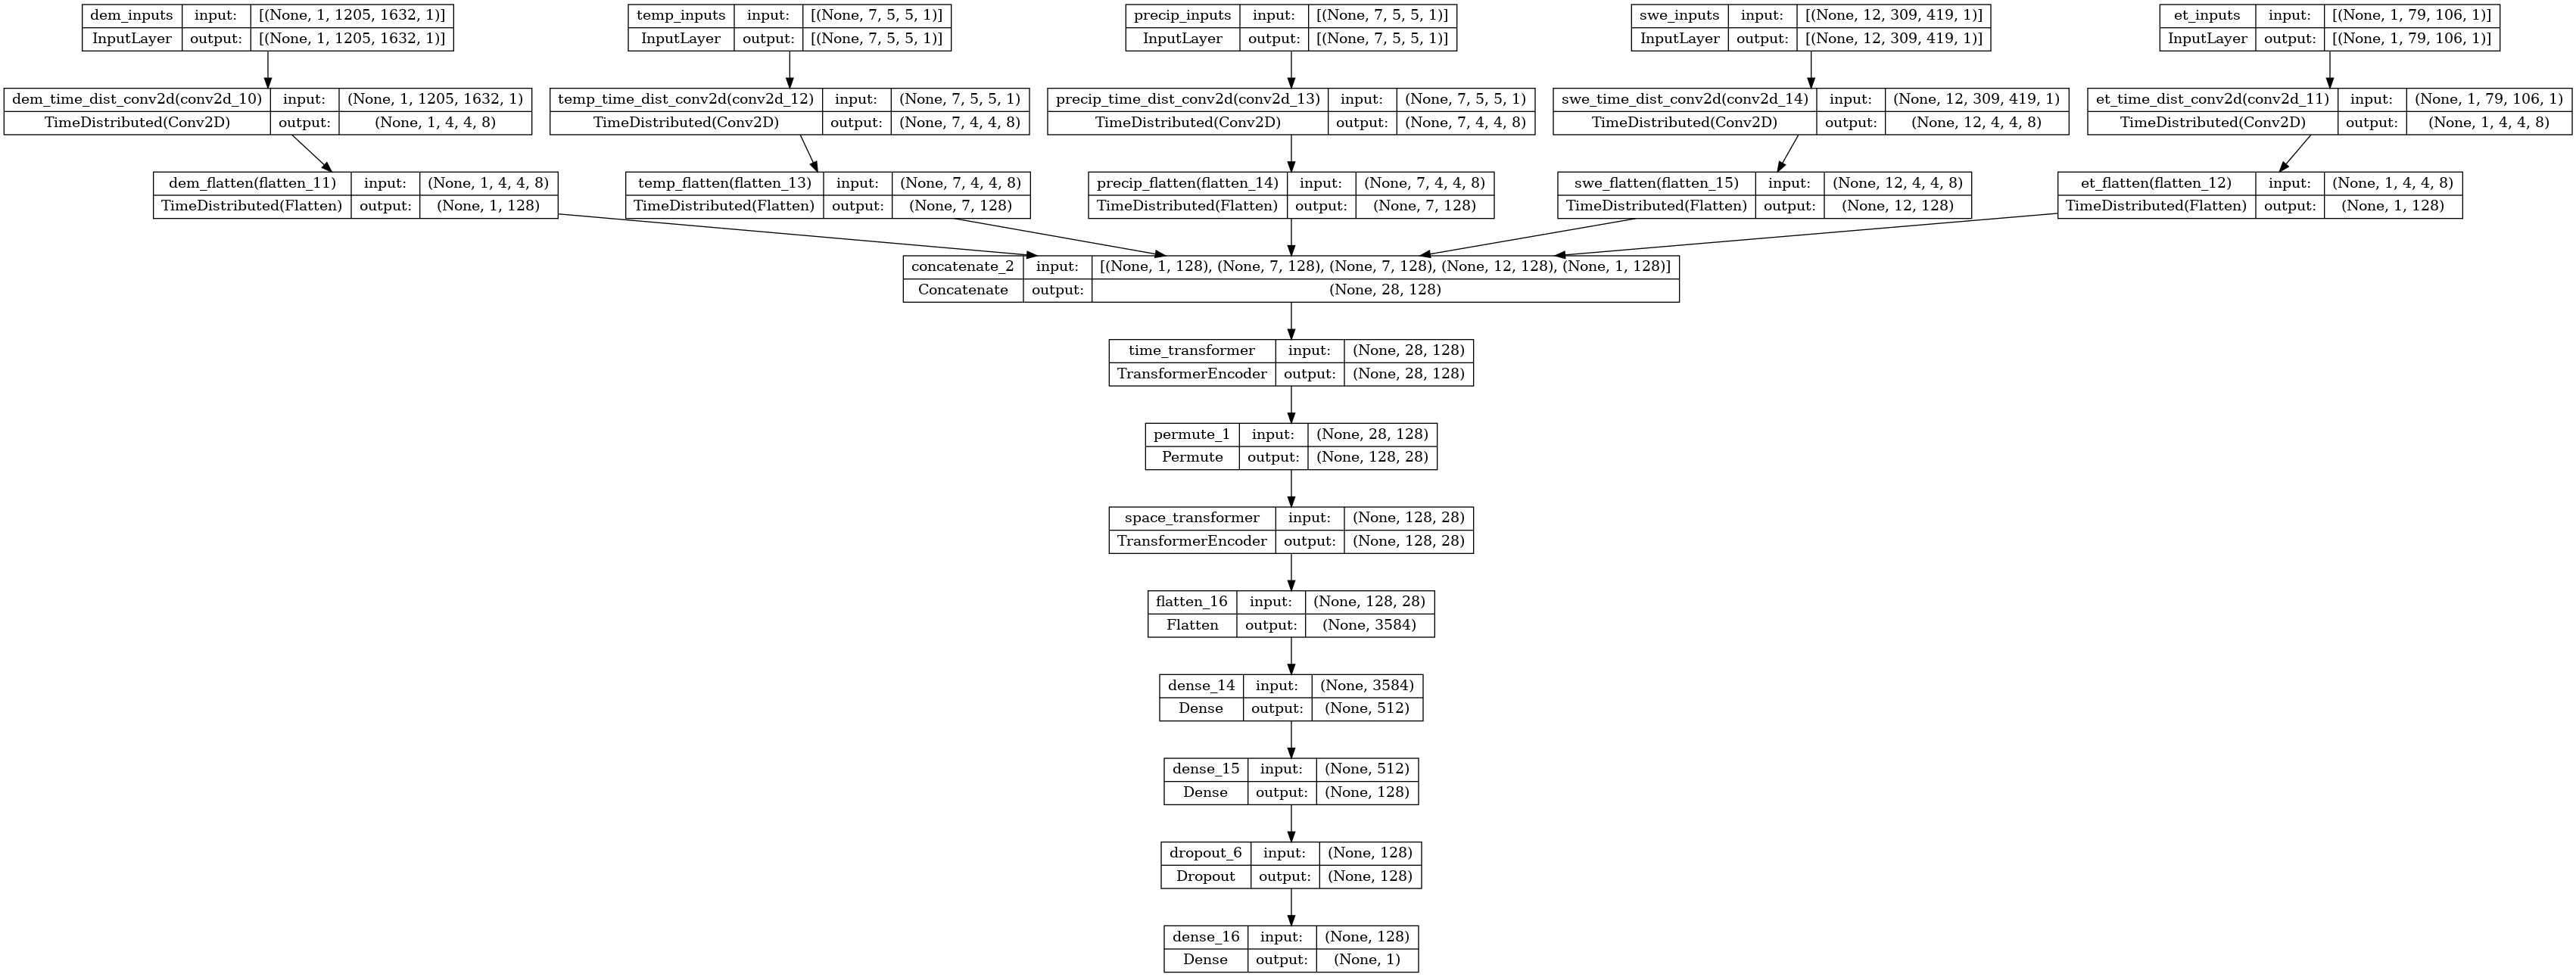 dem_inputs input: [(None, 1, 1205, 1632, 1)]
InputLayer output: [(None, 1, 1205, 1632, 1)]
temp_inputs input: [(None, 7, 5, 5, 1)]
InputLayer output: [(None, 7, 5, 5, 1)]
precip_inputs input: [(None, 7, 5, 5, 1)]
InputLayer output: [(None, 7, 5, 5, 1)]
swe_inputs input: [(None, 12, 309, 419, 1)]
InputLayer output: [(None, 12, 309, 419, 1)]
et_inputs input: [(None, 1, 79, 106, 1)]
InputLayer output: [(None, 1, 79, 106, 1)]
dem_time_dist_conv2d(conv2d_10) input: (None, 1, 1205, 1632, 1)
TimeDistributed(Conv2D) output: (None, 1, 4, 4, 8)
temp_time_dist_conv2d(conv2d_12) input: (None, 7, 5, 5, 1)
TimeDistributed(Conv2D) output: (None, 7, 4, 4, 8)
precip_time_dist_conv2d(conv2d_13) input: (None, 7, 5, 5, 1)
TimeDistributed(Conv2D) output: (None, 7, 4, 4, 8)
swe_time_dist_conv2d(conv2d_14) input: (None, 12, 309, 419, 1)
TimeDistributed(Conv2D) output: (None, 12, 4, 4, 8)
et_time_dist_conv2d(conv2d_11) input: (None, 1, 79, 106, 1)
TimeDistributed(Conv2D) output: (None, 1, 4, 4, 8)
dem_flatten(flatten_11) input: (None, 1, 4, 4, 8)
TimeDistributed(Flatten) output: (None, 1, 128)
temp_flatten(flatten_13) input: (None, 7, 4, 4, 8)
TimeDistributed(Flatten) output: (None, 7, 128)
precip_flatten(flatten_14) input: (None, 7, 4, 4, 8)
TimeDistributed(Flatten) output: (None, 7, 128)
swe_flatten(flatten_15) input: (None, 12, 4, 4, 8)
TimeDistributed(Flatten) output: (None, 12, 128)
et_flatten(flatten_12) input: (None, 1, 4, 4, 8)
TimeDistributed(Flatten) output: (None, 1, 128)
concatenate_2 input: [(None, 1, 128), (None, 7, 128), (None, 7, 128), (None, 12, 128), (None, 1, 128)]
Concatenate output: (None, 28, 128)
time_transformer input: (None, 28, 128)
TransformerEncoder output: (None, 28, 128)
permute_1 input: (None, 28, 128)
Permute output: (None, 128, 28)
space_transformer input: (None, 128, 28)
TransformerEncoder output: (None, 128, 28)
flatten_16 input: (None, 128, 28)
Flatten output: (None, 3584)
dense_14 input: (None, 3584)
Dense output: (None, 512)
dense_15 input: (None, 512)
Dense output: (None, 128)
dropout_6 input: (None, 128)
Dropout output: (None, 128)
dense_16 input: (None, 128)
Dense output: (None, 1)